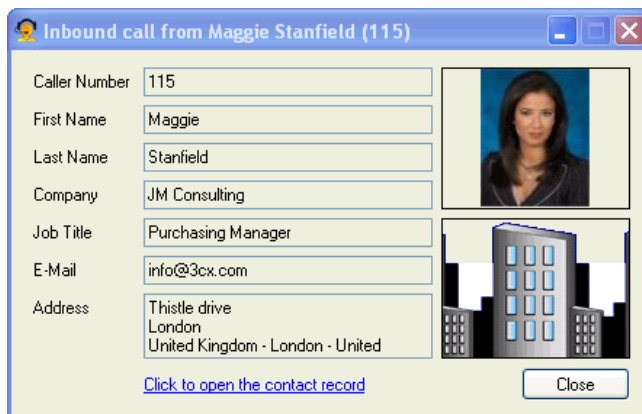 Inbound call from Maggie Stanfield (115)
Caller Number 115
First Name Maggie
Last Name Stanfield
Company JM Consulting
Job Title Purchasing Manager
E-Mail info@3cx.com
Address Thistle drive
London
United Kingdom - London - United
Click to open the contact record Close